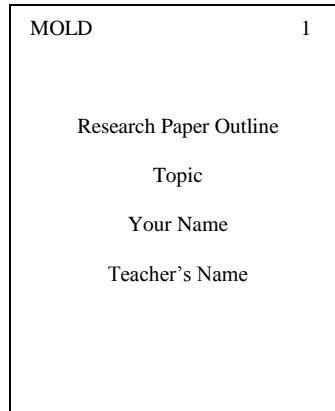 MOLD 1
Research Paper Outline
Topic
Your Name
Teacher’s Name